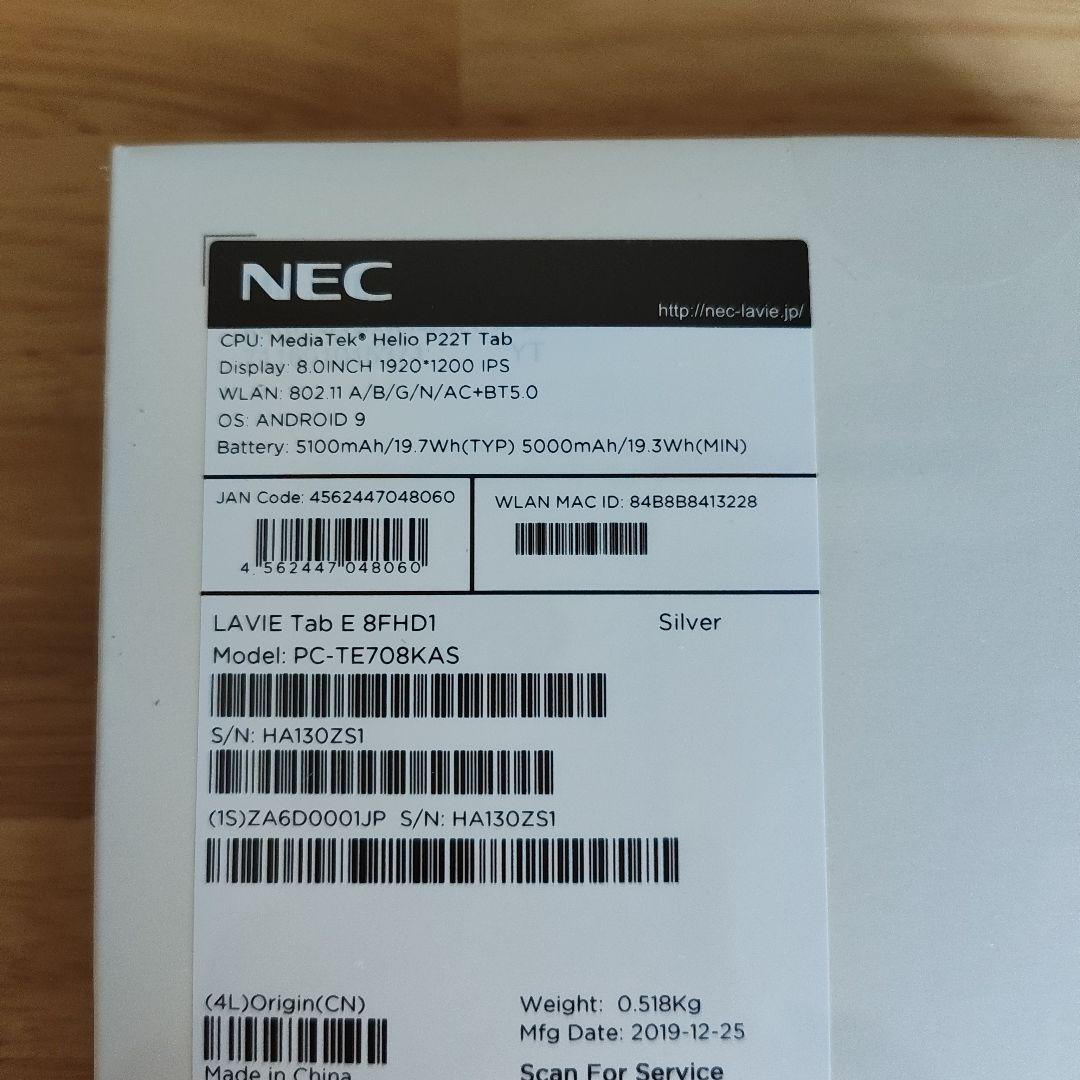 NEC
http://nec-lavie.jp/
CPU: MediaTek® Helio P22T Tab
Display: 8.0INCH 1920*1200 IPS
WLAN: 802.11 A/B/G/N/AC+BT5.0
OS: ANDROID 9
Battery: 5100mAh/19.7Wh(TYP) 5000mAh/19.3Wh(MIN)
JAN Code: 4562447048060
4 562447 048060
WLAN MAC ID: 84B8B8413228
LAVIE Tab E 8FHD1 Silver
Model: PC-TE708KAS
S/N: HA130ZS1
(1S)ZA6D0001JP S/N: HA130ZS1
(4L)Origin(CN)
Made in China
Weight: 0.518Kg
Mfg Date: 2019-12-25
Scan For Service